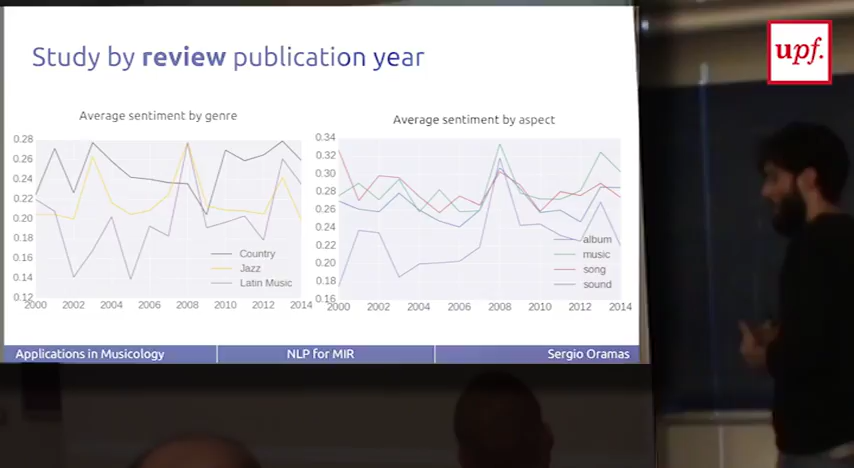 Study by review publication year
upf.
Average sentiment by genre
0.28
0.26
0.24
0.22
0.20
0.18
0.16
0.14
0.12
2000 2002 2004 2006 2008 2010 2012 2014
Country
Jazz
Latin Music
Average sentiment by aspect
0.34
0.32
0.30
0.28
0.26
0.24
0.22
0.20
0.18
0.16
2000 2002 2004 2006 2008 2010 2012 2014
album
music
song
sound
Applications in Musicology
NLP for MIR
Sergio Oramas